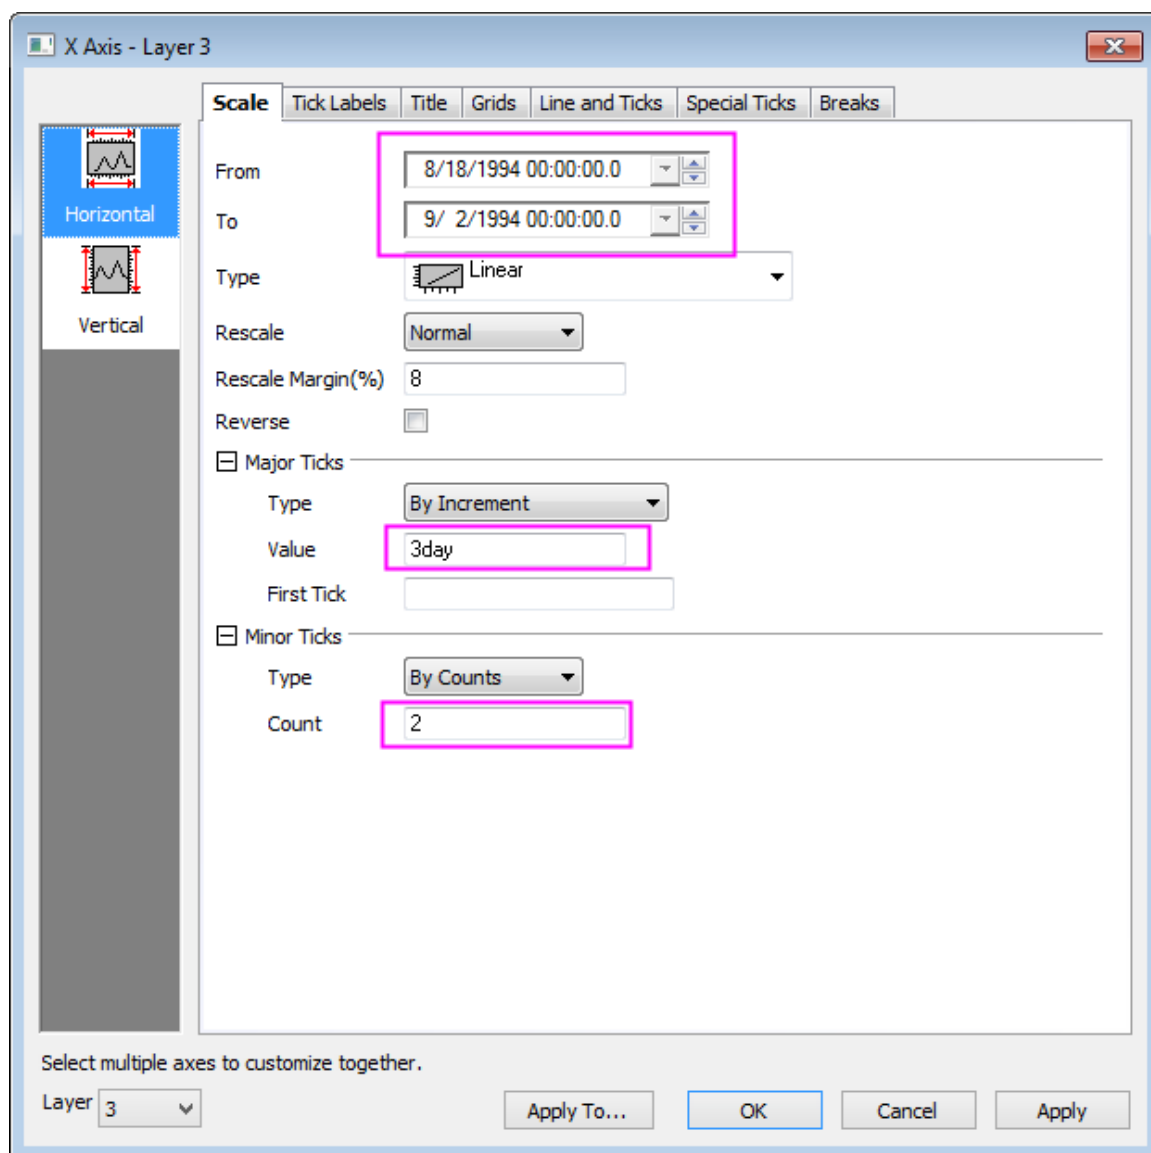 X Axis - Layer 3
Scale Tick Labels Title Grids Line and Ticks Special Ticks Breaks
Horizontal
Vertical
From 8/18/1994 00:00:00.0
To 9/ 2/1994 00:00:00.0
Type Linear
Rescale Normal
Rescale Margin(%) 8
Reverse
Major Ticks
Type By Increment
Value 3day
First Tick
Minor Ticks
Type By Counts
Count 2
Select multiple axes to customize together.
Layer 3 Apply To... OK Cancel Apply